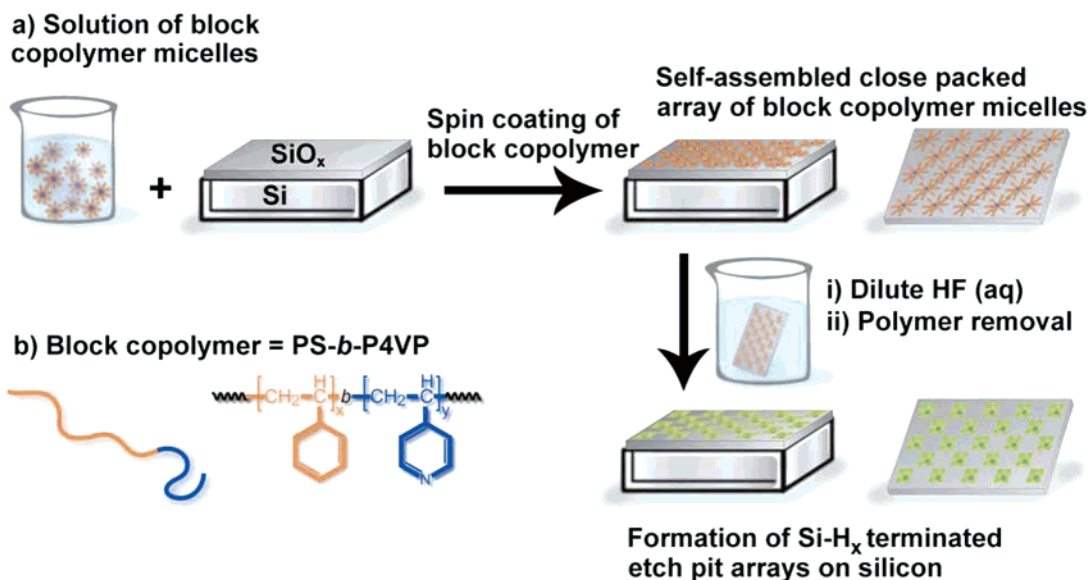 a) Solution of block
copolymer micelles
SiOₓ
Si
+
Spin coating of
block copolymer
Self-assembled close packed
array of block copolymer micelles
i) Dilute HF (aq)
ii) Polymer removal
b) Block copolymer = PS-b-P4VP
[CH₂ C]ₓ b [CH₂ C]ᵧ
H H
N
Formation of Si-Hₓ terminated
etch pit arrays on silicon